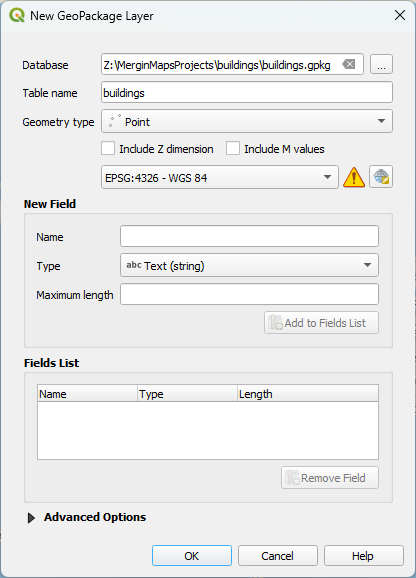 New GeoPackage Layer
Database Z:\MerginMapsProjects\buildings\buildings.gpkg ...
Table name buildings
Geometry type Point
Include Z dimension Include M values
EPSG:4326 - WGS 84
New Field
Name
Type abc Text (string)
Maximum length
Add to Fields List
Fields List
Name Type Length
Remove Field
Advanced Options
OK Cancel Help